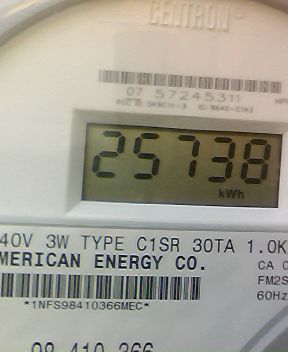 CENTRON®
07 57245311
25738
kWh
40V 3W TYPE C1SR 30TA 1.0K
MERICAN ENERGY CO.
CA 0
FM2S
60Hz
*1NFS98410366MEC*
98 410 366